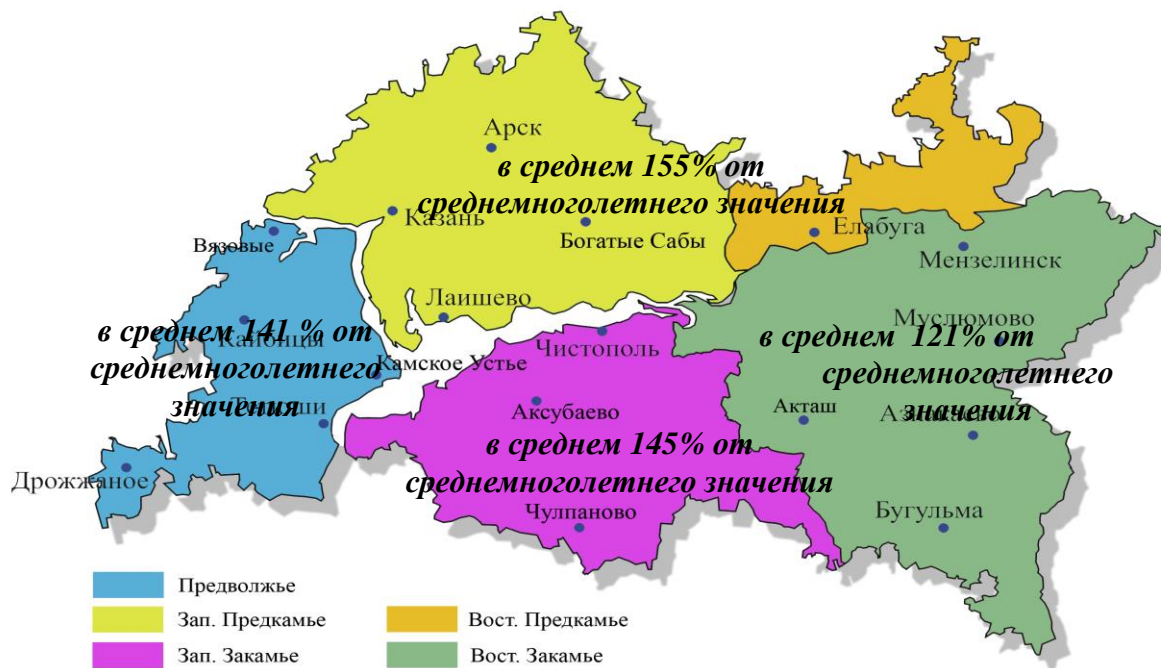 Арск
в среднем 155% от
среднемноголетнего значения
Казань
Богатые Сабы
Елабуга
Вязовые
Мензелинск
Лаишево
Муслюмово
в среднем 141 % от
среднемноголетнего
значения
Чистополь
в среднем 121% от
среднемноголетнего
значения
Камское Устье
Аксубаево
Акташ
в среднем 145% от
среднемноголетнего значения
Дрожжаное
Чулпаново
Бугульма
Предволжье
Зап. Предкамье
Вост. Предкамье
Зап. Закамье
Вост. Закамье